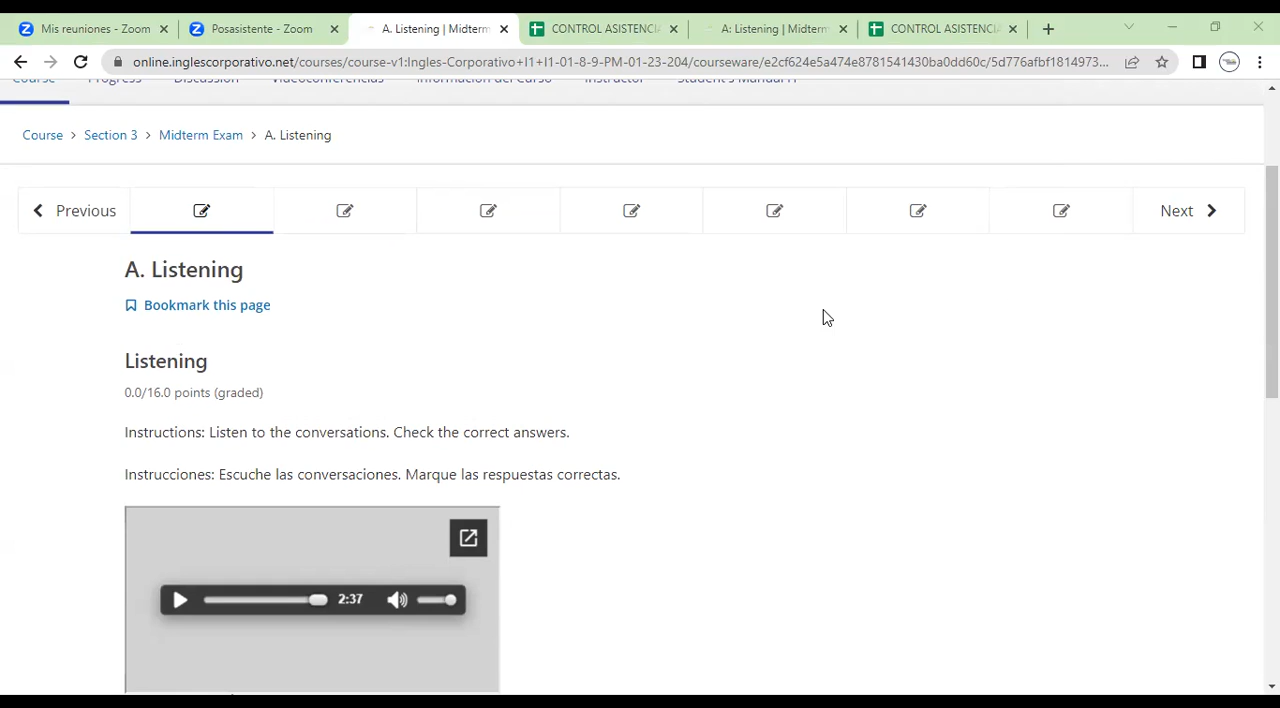 Mis reuniones - Zoom
Posasistente - Zoom
A. Listening | Midterm
CONTROL ASISTENCIA
A: Listening | Midterm
CONTROL ASISTENCIA
online.inglescorporativo.net/courses/course-v1:Ingles-Corporativo+I1+I1-01-8-9-PM-01-23-204/courseware/e2cf624e5a474e8781541430ba0dd60c/5d776afbf1814973...
Course Progress Discussion Videoconferencias Información del Curso Instructor Student's Manual
Course > Section 3 > Midterm Exam > A. Listening
Previous
Next
A. Listening
Bookmark this page
Listening
0.0/16.0 points (graded)
Instructions: Listen to the conversations. Check the correct answers.
Instrucciones: Escuche las conversaciones. Marque las respuestas correctas.
2:37